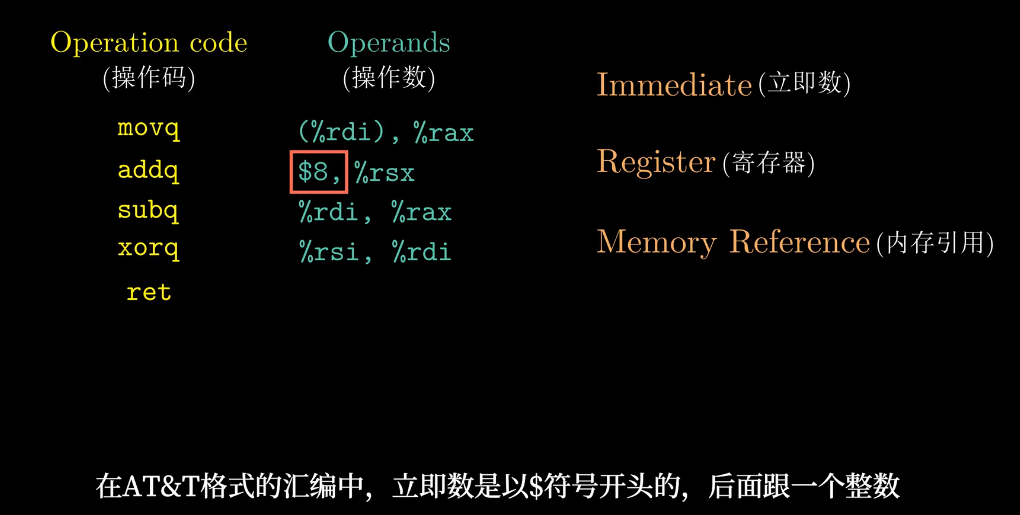 Operation code
(操作码)
Operands
(操作数)
movq (%rdi), %rax
addq $8, %rsx
subq %rdi, %rax
xorq %rsi, %rdi
ret
Immediate (立即数)
Register (寄存器)
Memory Reference (内存引用)
在AT&T格式的汇编中，立即数是以$符号开头的，后面跟一个整数